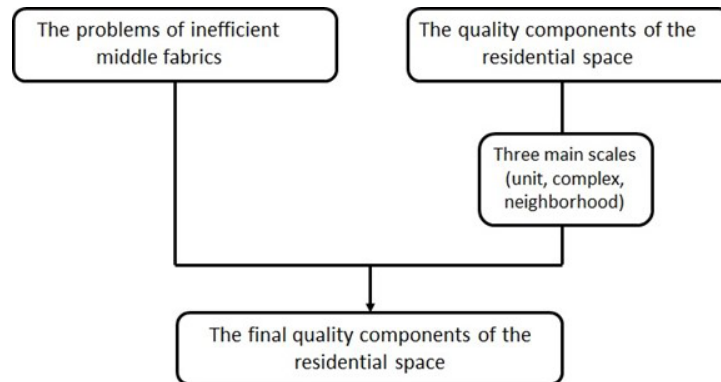 The problems of inefficient
middle fabrics
The quality components of the
residential space
Three main scales
(unit, complex,
neighborhood)
The final quality components of the
residential space